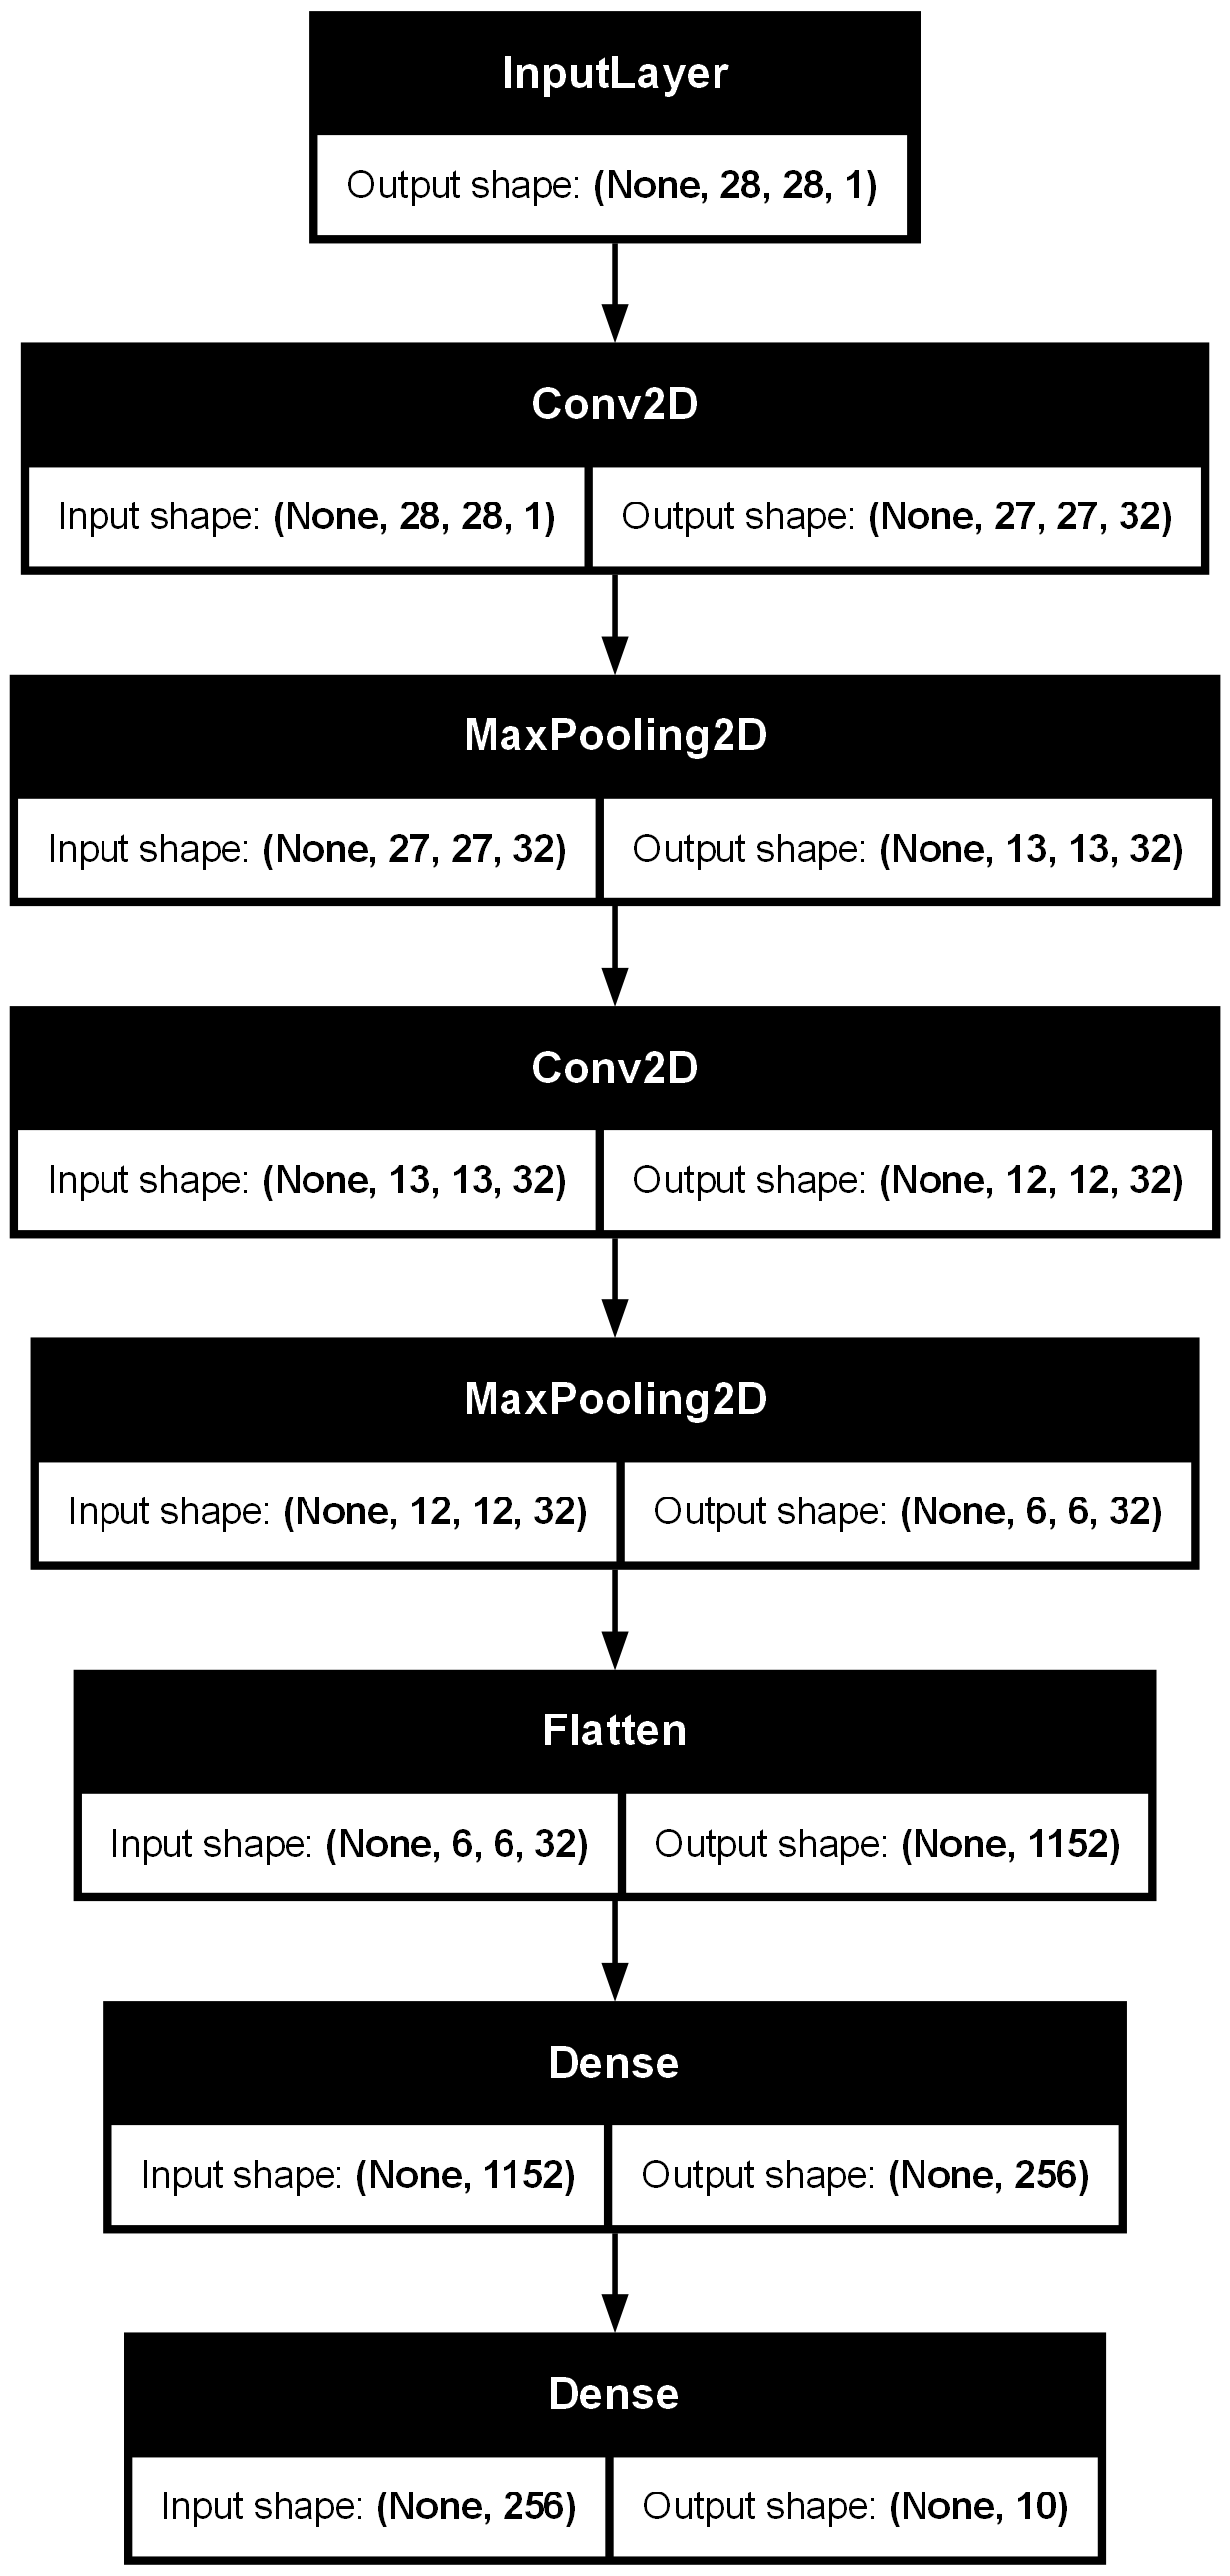 InputLayer
Output shape: (None, 28, 28, 1)
Conv2D
Input shape: (None, 28, 28, 1) Output shape: (None, 27, 27, 32)
MaxPooling2D
Input shape: (None, 27, 27, 32) Output shape: (None, 13, 13, 32)
Conv2D
Input shape: (None, 13, 13, 32) Output shape: (None, 12, 12, 32)
MaxPooling2D
Input shape: (None, 12, 12, 32) Output shape: (None, 6, 6, 32)
Flatten
Input shape: (None, 6, 6, 32) Output shape: (None, 1152)
Dense
Input shape: (None, 1152) Output shape: (None, 256)
Dense
Input shape: (None, 256) Output shape: (None, 10)